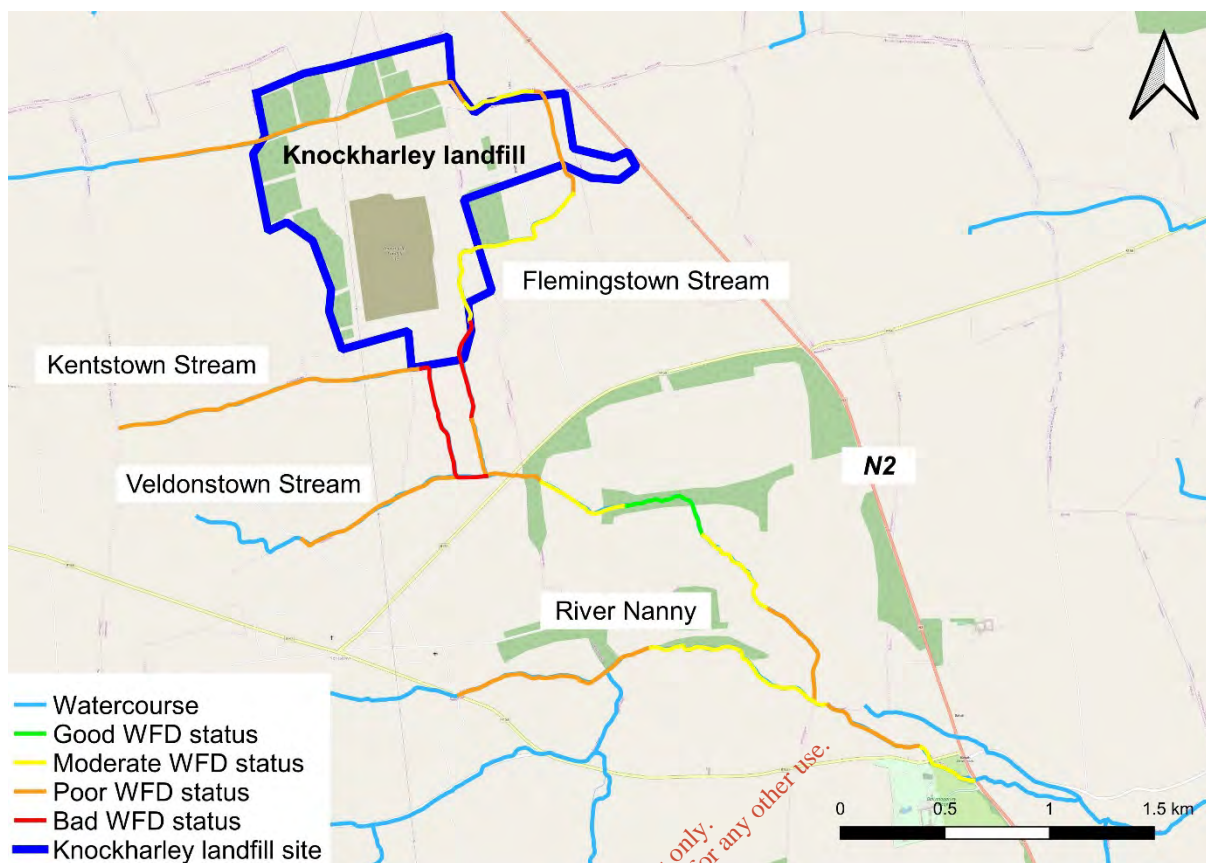 Knockharley landfill
Flemingstown Stream
Kentstown Stream
Veldonstown Stream
N2
River Nanny
Watercourse
Good WFD status
Moderate WFD status
Poor WFD status
Bad WFD status
Knockharley landfill site
only.
for any other use.
0 0.5 1 1.5 km